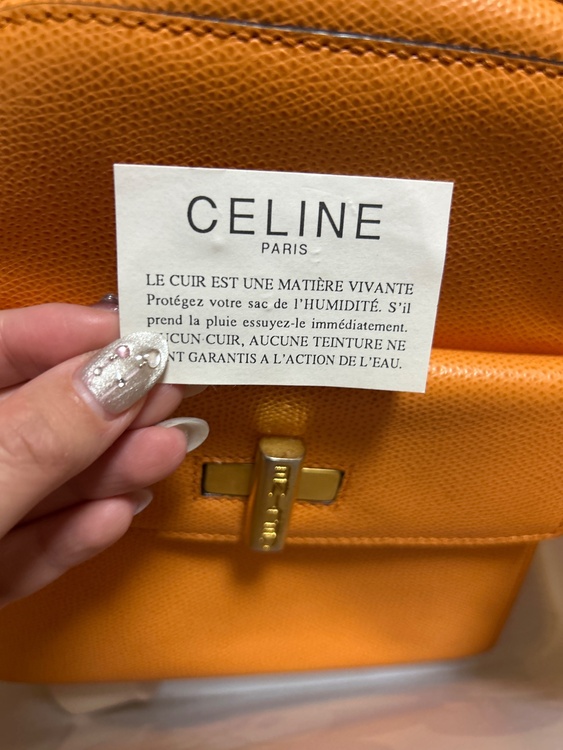 CELINE
PARIS
LE CUIR EST UNE MATIÈRE VIVANTE
Protégez votre sac de l'HUMIDITÉ. S'il
prend la pluie essuyez-le immédiatement.
CUIR, AUCUNE TEINTURE NE
GARANTIS A L'ACTION DE L'EAU.
CELINE